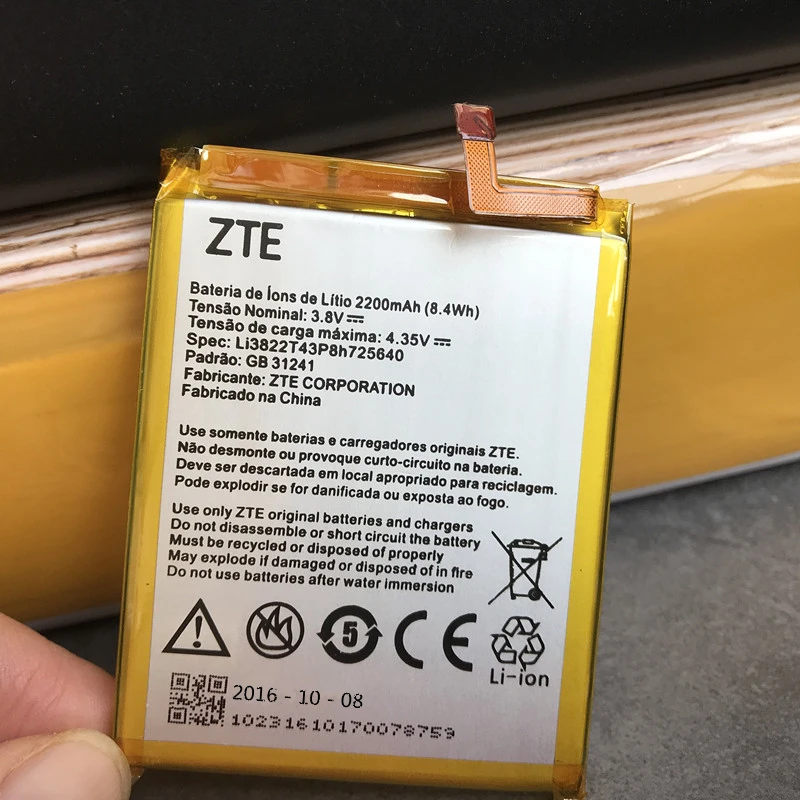 ZTE
Bateria de Íons de Lítio 2200mAh (8.4Wh)
Tensão Nominal: 3.8V
Tensão de carga máxima: 4.35V
Spec: Li3822T43P8h725640
Padrão: GB 31241
Fabricante: ZTE CORPORATION
Fabricado na China
Use somente baterias e carregadores originais ZTE.
Não desmonte ou provoque curto-circuito na bateria.
Deve ser descartada em local apropriado para reciclagem.
Pode explodir se for danificada ou exposta ao fogo.
Use only ZTE original batteries and chargers
Do not disassemble or short circuit the battery
Must be recycled or disposed of properly
May explode if damaged or disposed of in fire
Do not use batteries after water immersion
5 CE
Li-ion
2016 - 10 - 08
10231610170078759